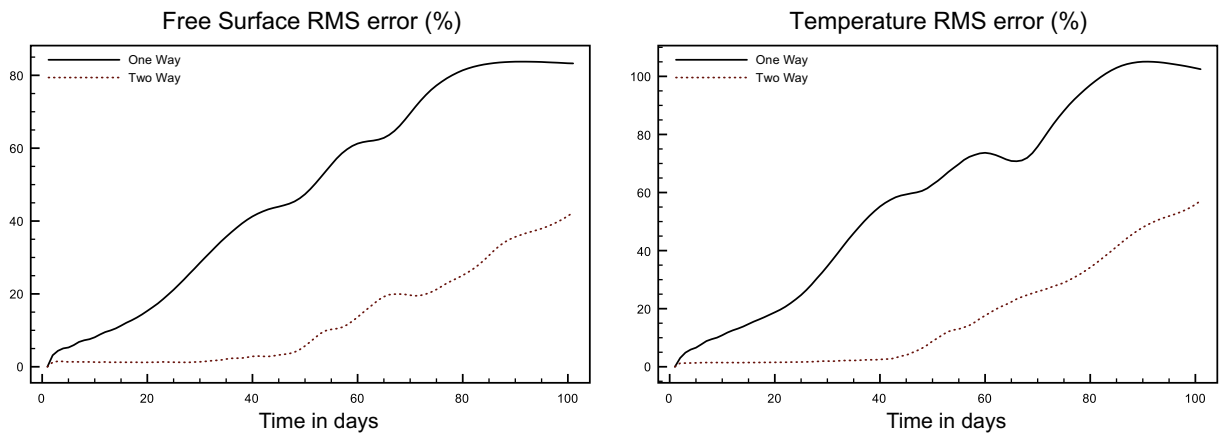 Free Surface RMS error (%)
One Way
Two Way
80
60
40
20
0
0 20 40 60 80 100
Time in days
Temperature RMS error (%)
One Way
Two Way
100
80
60
40
20
0
0 20 40 60 80 100
Time in days